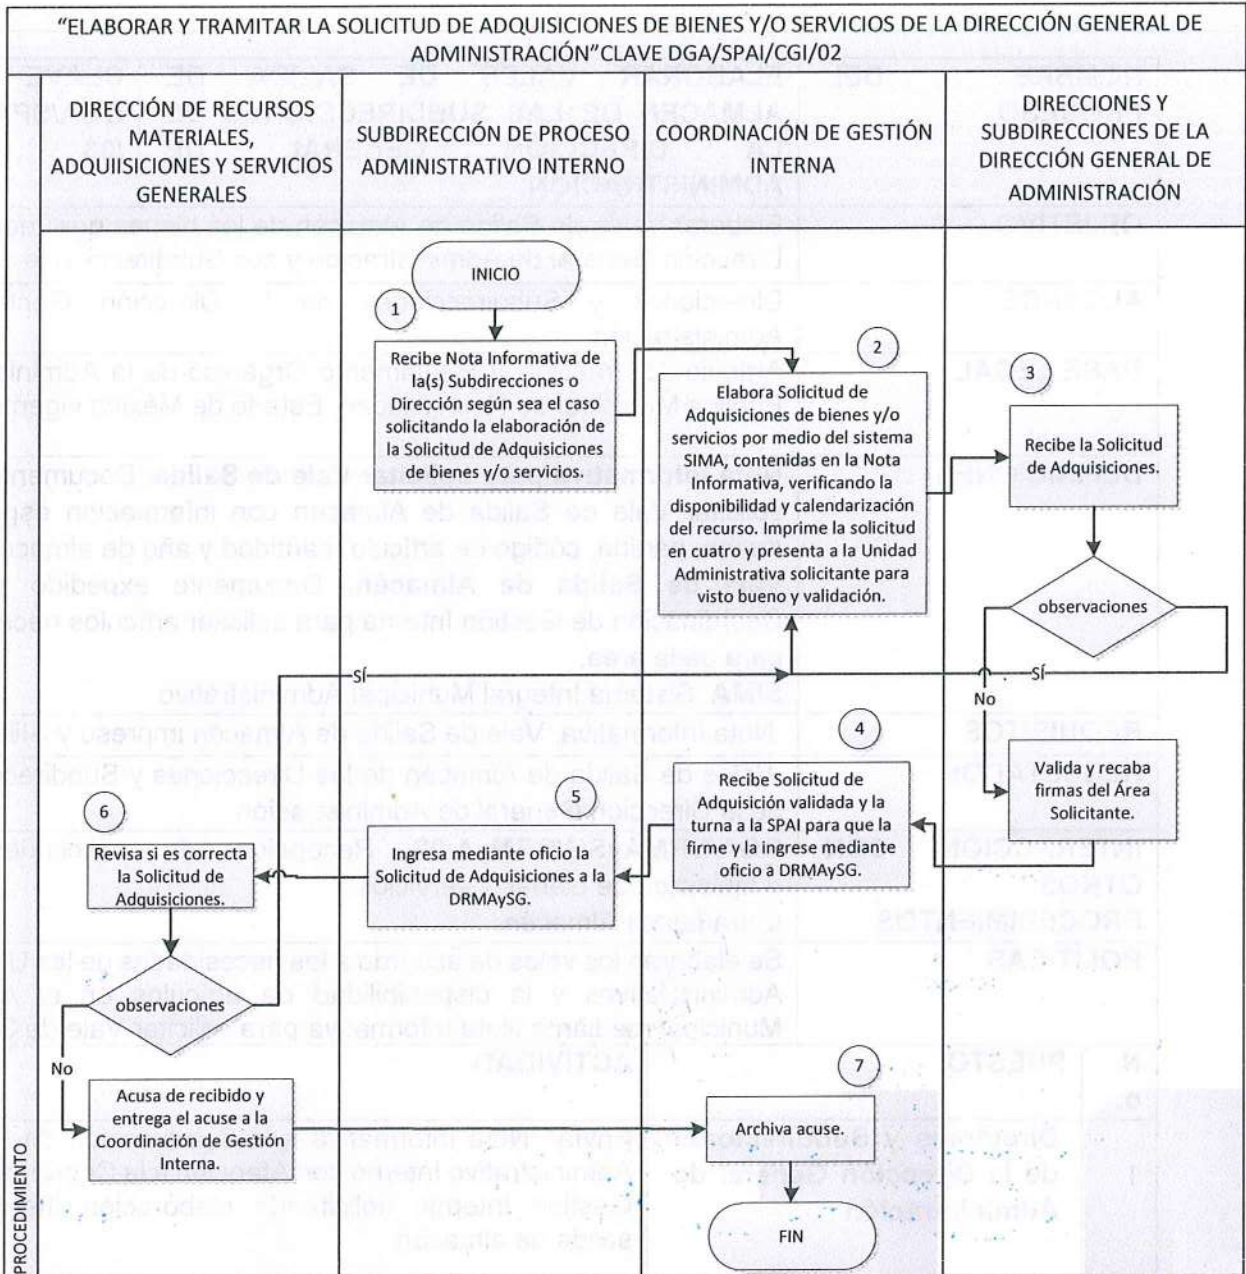 “ELABORAR Y TRAMITAR LA SOLICITUD DE ADQUISICIONES DE BIENES Y/O SERVICIOS DE LA DIRECCIÓN GENERAL DE
ADMINISTRACIÓN”CLAVE DGA/SPAI/CGI/02
DIRECCIÓN DE RECURSOS
MATERIALES,
ADQUISICIONES Y SERVICIOS
GENERALES
SUBDIRECCIÓN DE PROCESO
ADMINISTRATIVO INTERNO
COORDINACIÓN DE GESTIÓN
INTERNA
DIRECCIONES Y
SUBDIRECCIONES DE LA
DIRECCIÓN GENERAL DE
ADMINISTRACIÓN
INICIO
1
Recibe Nota Informativa de
la(s) Subdirecciones o
Dirección según sea el caso
solicitando la elaboración de
la Solicitud de Adquisiciones
de bienes y/o servicios.
2
Elabora Solicitud de
Adquisiciones de bienes y/o
servicios por medio del sistema
SIMA, contenidas en la Nota
Informativa, verificando la
disponibilidad y calendarización
del recurso. Imprime la solicitud
en cuatro y presenta a la Unidad
Administrativa solicitante para
visto bueno y validación.
3
Recibe la Solicitud
de Adquisiciones.
observaciones
SÍ
SÍ
No
Valida y recaba
firmas del Área
Solicitante.
4
Recibe Solicitud de
Adquisición validada y la
turna a la SPAI para que la
firme y la ingrese mediante
oficio a DRMAySG.
5
Ingresa mediante oficio la
Solicitud de Adquisiciones a la
DRMAySG.
6
Revisa si es correcta
la Solicitud de
Adquisiciones.
observaciones
No
Acusa de recibido y
entrega el acuse a la
Coordinación de Gestión
Interna.
7
Archiva acuse.
FIN
PROCEDIMIENTO